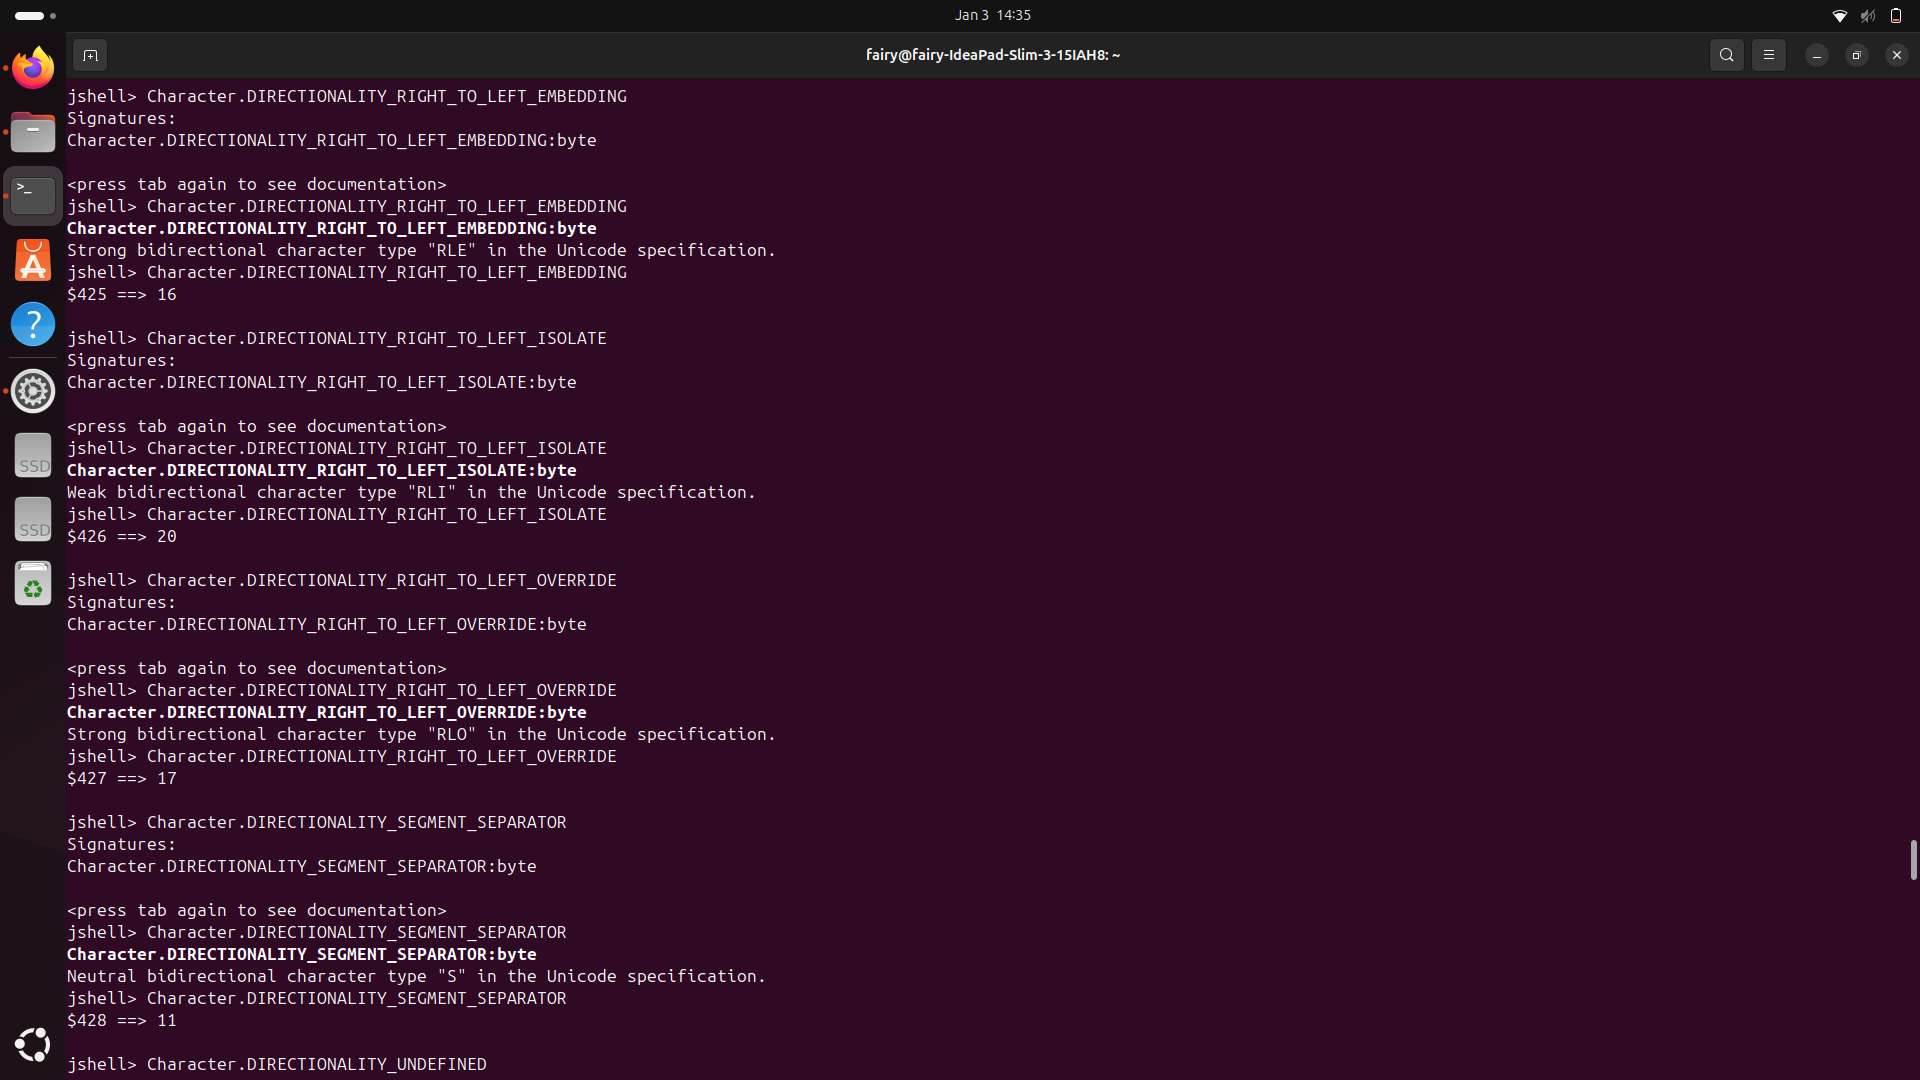 Jan 3 14:35
fairy@fairy-IdeaPad-Slim-3-15IAH8: ~
jshell> Character.DIRECTIONALITY_RIGHT_TO_LEFT_EMBEDDING
Signatures:
Character.DIRECTIONALITY_RIGHT_TO_LEFT_EMBEDDING:byte
<press tab again to see documentation>
jshell> Character.DIRECTIONALITY_RIGHT_TO_LEFT_EMBEDDING
Character.DIRECTIONALITY_RIGHT_TO_LEFT_EMBEDDING:byte
Strong bidirectional character type "RLE" in the Unicode specification.
jshell> Character.DIRECTIONALITY_RIGHT_TO_LEFT_EMBEDDING
$425 ==> 16
jshell> Character.DIRECTIONALITY_RIGHT_TO_LEFT_ISOLATE
Signatures:
Character.DIRECTIONALITY_RIGHT_TO_LEFT_ISOLATE:byte
<press tab again to see documentation>
jshell> Character.DIRECTIONALITY_RIGHT_TO_LEFT_ISOLATE
Character.DIRECTIONALITY_RIGHT_TO_LEFT_ISOLATE:byte
Weak bidirectional character type "RLI" in the Unicode specification.
jshell> Character.DIRECTIONALITY_RIGHT_TO_LEFT_ISOLATE
$426 ==> 20
jshell> Character.DIRECTIONALITY_RIGHT_TO_LEFT_OVERRIDE
Signatures:
Character.DIRECTIONALITY_RIGHT_TO_LEFT_OVERRIDE:byte
<press tab again to see documentation>
jshell> Character.DIRECTIONALITY_RIGHT_TO_LEFT_OVERRIDE
Character.DIRECTIONALITY_RIGHT_TO_LEFT_OVERRIDE:byte
Strong bidirectional character type "RLO" in the Unicode specification.
jshell> Character.DIRECTIONALITY_RIGHT_TO_LEFT_OVERRIDE
$427 ==> 17
jshell> Character.DIRECTIONALITY_SEGMENT_SEPARATOR
Signatures:
Character.DIRECTIONALITY_SEGMENT_SEPARATOR:byte
<press tab again to see documentation>
jshell> Character.DIRECTIONALITY_SEGMENT_SEPARATOR
Character.DIRECTIONALITY_SEGMENT_SEPARATOR:byte
Neutral bidirectional character type "S" in the Unicode specification.
jshell> Character.DIRECTIONALITY_SEGMENT_SEPARATOR
$428 ==> 11
jshell> Character.DIRECTIONALITY_UNDEFINED
>_
A
?
SSD
SSD